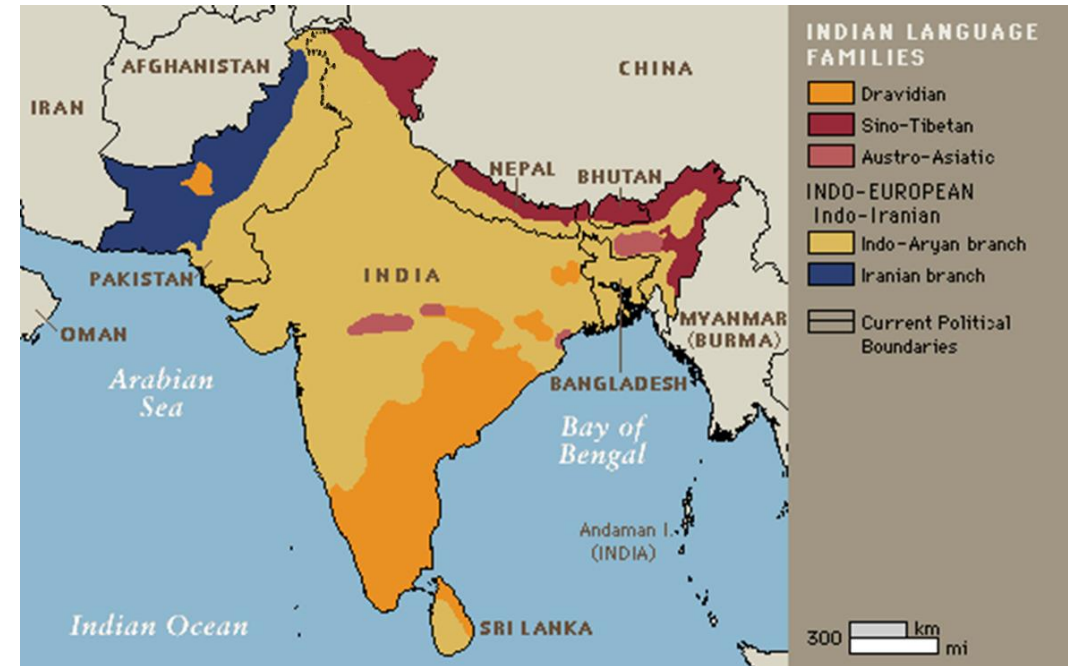 AFGHANISTAN
CHINA
IRAN
NEPAL
BHUTAN
PAKISTAN
INDIA
OMAN
MYANMAR
(BURMA)
BANGLADESH
Arabian
Sea
Bay of
Bengal
Andaman I.
(INDIA)
Indian Ocean
SRI LANKA
INDIAN LANGUAGE
FAMILIES
Dravidian
Sino-Tibetan
Austro-Asiatic
INDO-EUROPEAN
Indo-Iranian
Indo-Aryan branch
Iranian branch
Current Political
Boundaries
300 km
mi